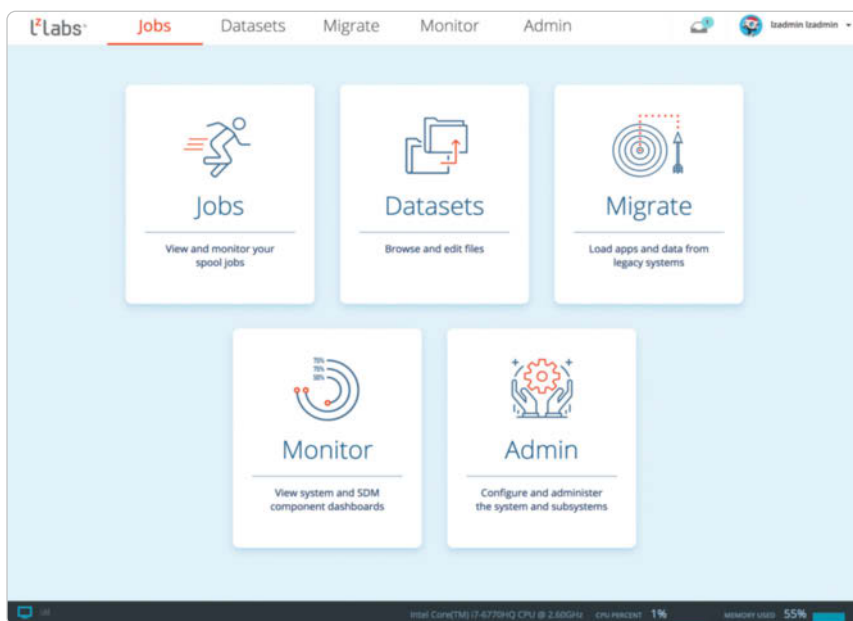 LzLabs™
Jobs Datasets Migrate Monitor Admin
lzadmin lzadmin
Jobs
View and monitor your
spool jobs
Datasets
Browse and edit files
Migrate
Load apps and data from
legacy systems
Monitor
View system and SDM
component dashboards
Admin
Configure and administer
the system and subsystems
Intel Core(TM) i7-6770HQ CPU @ 2.60GHz CPU PERCENT 1% MEMORY USED 55%